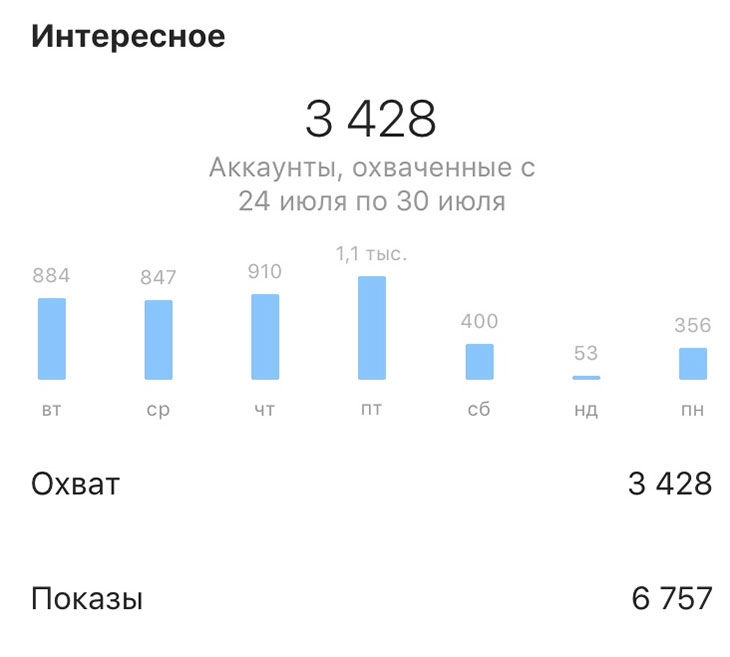 Интересное
3 428
Аккаунты, охваченные с
24 июля по 30 июля
884 847 910 1,1 тыс. 400 53 356
вт ср чт пт сб нд пн
Охват 3 428
Показы 6 757